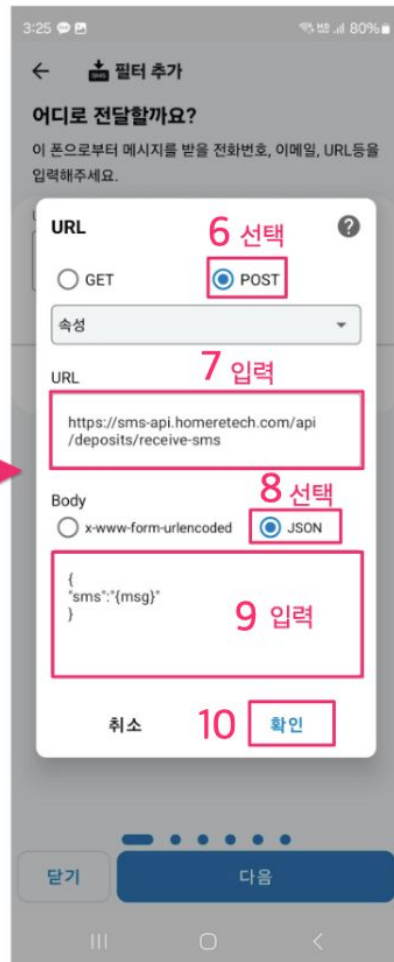 3:25
80%
필터 추가
어디로 전달할까요?
이 폰으로부터 메시지를 받을 전화번호, 이메일, URL등을
입력해주세요.
URL
6 선택
GET
POST
속성
7 입력
URL
https://sms-api.homeretech.com/api
/deposits/receive-sms
8 선택
Body
x-www-form-urlencoded
JSON
{
"sms":"{msg}"
}
9 입력
취소
10
확인
닫기
다음